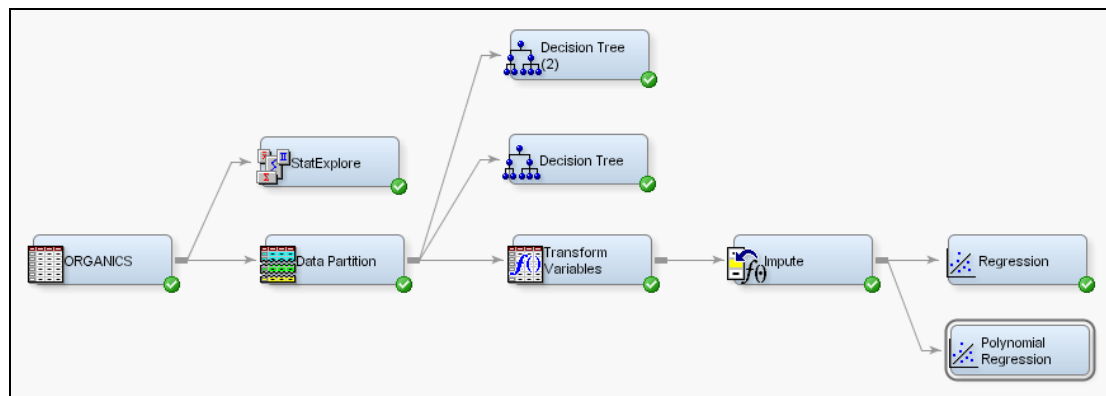 Decision Tree
(2)
StatExplore
Decision Tree
ORGANICS
Data Partition
Transform
Variables
Impute
Regression
Polynomial
Regression